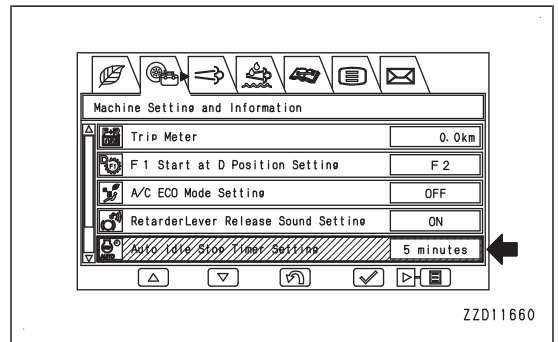 Machine Setting and Information
Trip Meter 0.0km
F1 Start at D Position Setting F2
A/C ECO Mode Setting OFF
RetarderLever Release Sound Setting ON
Auto Idle Stop Timer Setting 5 minutes
ZZD11660